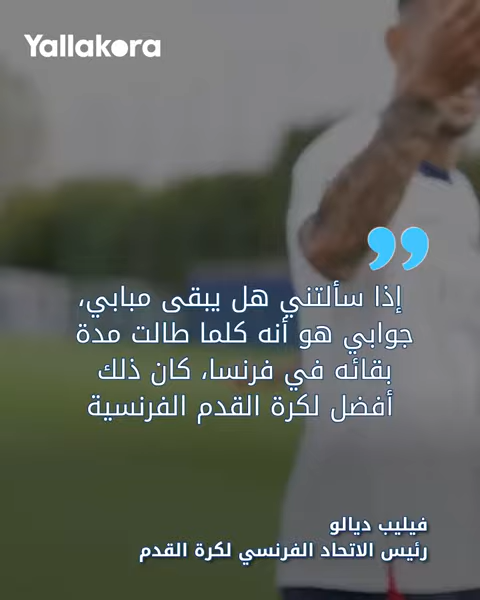 Yallakora
إذا سألتني هل يبقى مبابي،
جوابي هو أنه كلما طالت مدة
بقائه في فرنسا، كان ذلك
أفضل لكرة القدم الفرنسية
فيليب ديالو
رئيس الاتحاد الفرنسي لكرة القدم